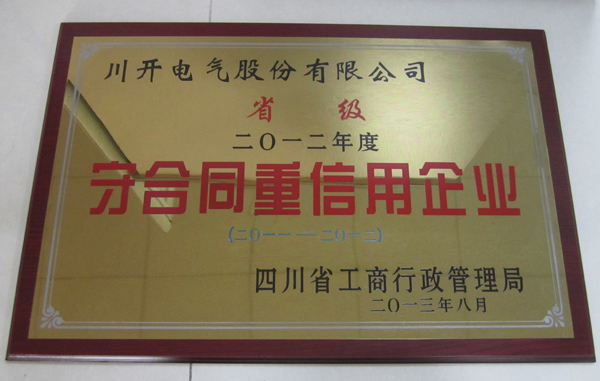 川开电气股份有限公司
省 级
二〇一二年度
守合同重信用企业
(二〇一一—二〇一二)
四川省工商行政管理局
二〇一三年八月